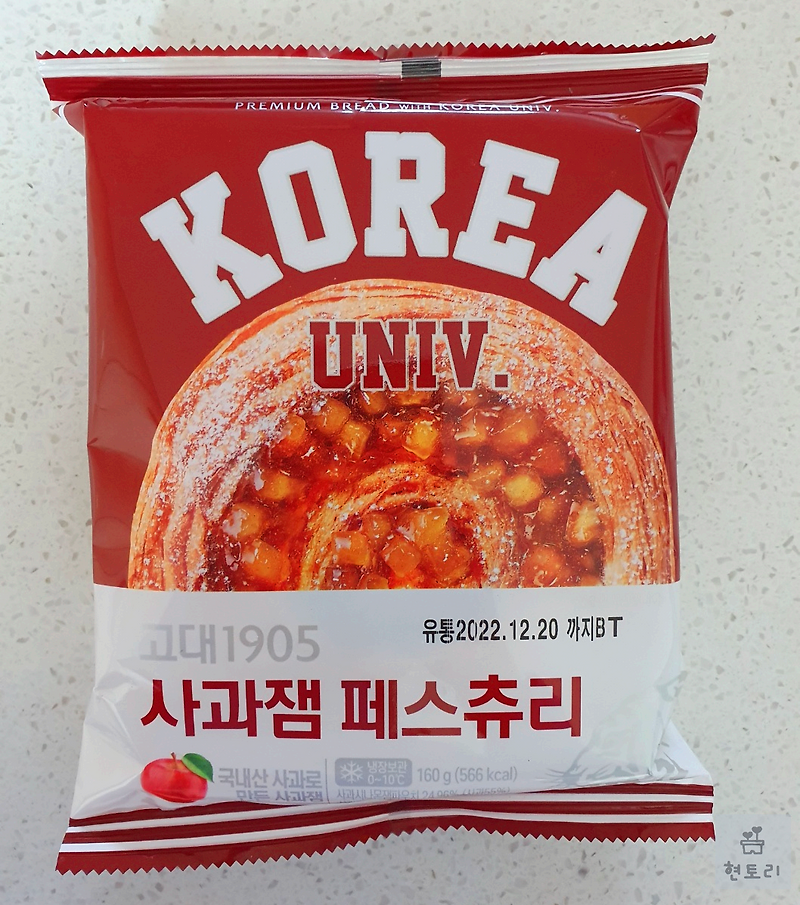 PREMIUM BREAD WITH KOREA UNIV.
KOREA
UNIV.
고대1905
유통2022.12.20 까지BT
사과잼 페스츄리
국내산 사과로
만든 사과잼
냉장보관
0~10℃
160 g (566 kcal)
24.96%
현토리